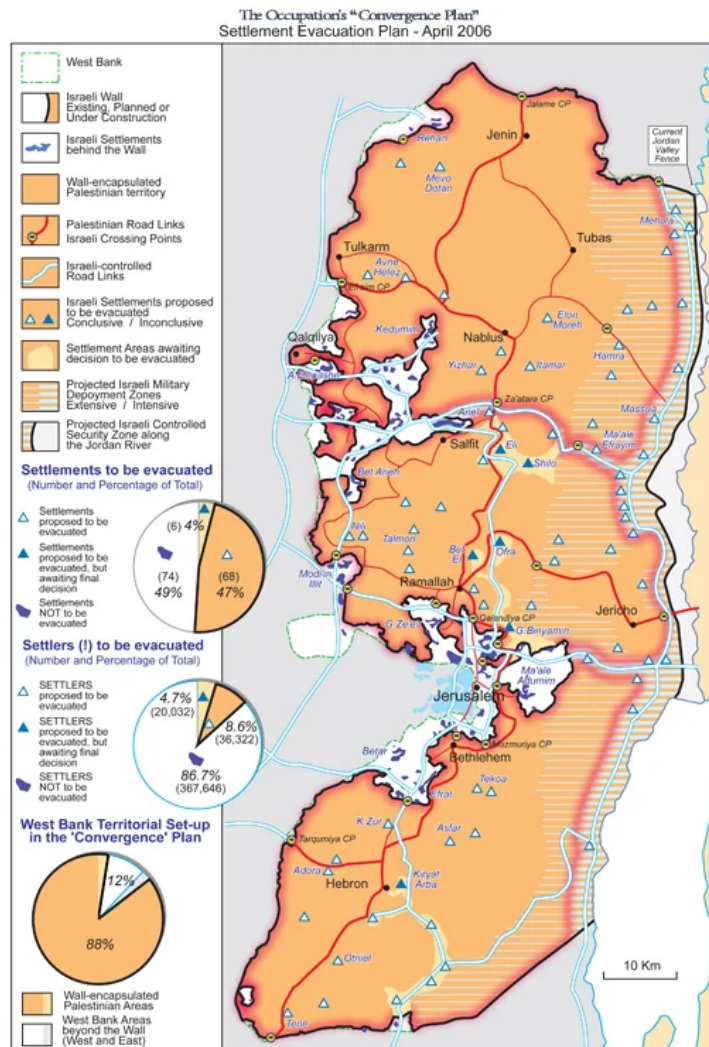 The Occupation's "Convergence Plan"
Settlement Evacuation Plan - April 2006
West Bank
Israeli Wall
Existing, Planned or
Under Construction
Israeli Settlements
behind the Wall
Wall-encapsulated
Palestinian territory
Palestinian Road Links
Israeli Crossing Points
Israeli-controlled
Road Links
Israeli Settlements proposed
to be evacuated
Conclusive / Inconclusive
Settlement Areas awaiting
decision to be evacuated
Projected Israeli Military
Depoyment Zones
Extensive / Intensive
Projected Israeli Controlled
Security Zone along
the Jordan River
Settlements to be evacuated
(Number and Percentage of Total)
Settlements
proposed to be
evacuated
Settlements
proposed to be
evacuated, but
awaiting final
decision
Settlements
NOT to be
evacuated
(6) 4%
(74)
49%
(68)
47%
Settlers (!) to be evacuated
(Number and Percentage of Total)
SETTLERS
proposed to be
evacuated
SETTLERS
proposed to be
evacuated, but
awaiting final
decision
SETTLERS
NOT to be
evacuated
4.7%
(20,032)
8.6%
(36,322)
86.7%
(367,646)
West Bank Territorial Set-up
in the 'Convergence' Plan
12%
88%
Wall-encapsulated
Palestinian Areas
West Bank Areas
beyond the Wall
(West and East)
Jalame CP
Jenin
Rehan
Current
Jordan
Valley
Fence
Mevo
Dotan
Mehola
Tulkarm
Tubas
Avne
Hefez
Efraim CP
Elon
Moreh
Kedumim
Nablus
Qalqilya
Hamra
Yizhar
Itamar
Za'atara CP
Massua
Ariel
Ma'ale
Efrayim
Salfit
Eli
Shilo
Bet Arieh
Nili
Talmon
Bet
El
Ofra
Modi'in
Illit
Ramallah
Jericho
Qalandiya CP
G.Ze'ev
G.Binyamin
Ma'ale
Adumim
Jerusalem
Mazmuriya CP
Betar
Bethlehem
Tekoa
Efrat
K.Zur
Asfar
Tarqumiya CP
Adora
Kiryat
Arba
Hebron
Otniel
Tene
10 Km